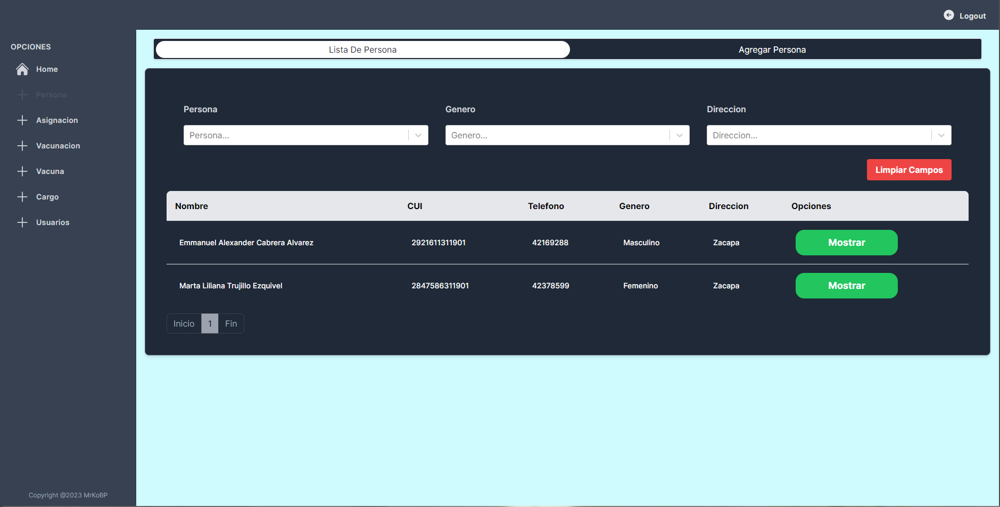 Logout
OPCIONES
Home
Persona
Asignacion
Vacunacion
Vacuna
Cargo
Usuarios
Copyright @2023 MrKoBP
Lista De Persona Agregar Persona
Persona Genero Direccion
Persona... Genero... Direccion...
Limpiar Campos
Nombre CUI Telefono Genero Direccion Opciones
Emmanuel Alexander Cabrera Alvarez 2921611311901 42169288 Masculino Zacapa Mostrar
Marta Liliana Trujillo Ezquivel 2847586311901 42378599 Femenino Zacapa Mostrar
Inicio 1 Fin